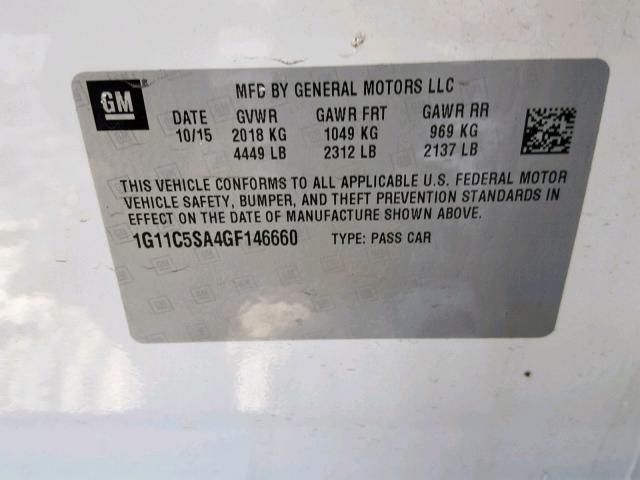 GM
MFD BY GENERAL MOTORS LLC
DATE GVWR GAWR FRT GAWR RR
10/15 2018 KG 1049 KG 969 KG
4449 LB 2312 LB 2137 LB
THIS VEHICLE CONFORMS TO ALL APPLICABLE U.S. FEDERAL MOTOR
VEHICLE SAFETY, BUMPER, AND THEFT PREVENTION STANDARDS IN
EFFECT ON THE DATE OF MANUFACTURE SHOWN ABOVE.
1G11C5SA4GF146660 TYPE: PASS CAR